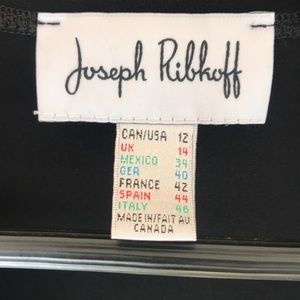 Joseph Ribkoff
CAN/USA 12
UK 14
MEXICO 34
GER 40
FRANCE 42
SPAIN 44
ITALY 46
MADE IN/FAIT AU
CANADA